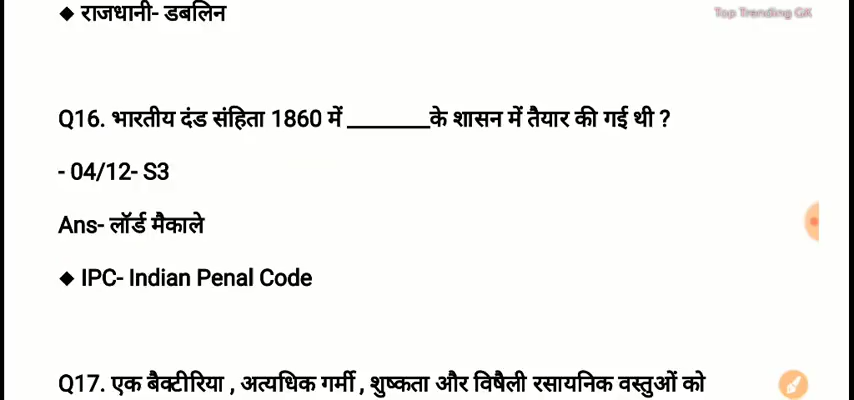 ◆ राजधानी- डबलिन
Top Trending GK
Q16. भारतीय दंड संहिता 1860 में ________के शासन में तैयार की गई थी ?
- 04/12- S3
Ans- लॉर्ड मैकाले
◆ IPC- Indian Penal Code
Q17. एक बैक्टीरिया , अत्यधिक गर्मी , शुष्कता और विषैली रसायनिक वस्तुओं को